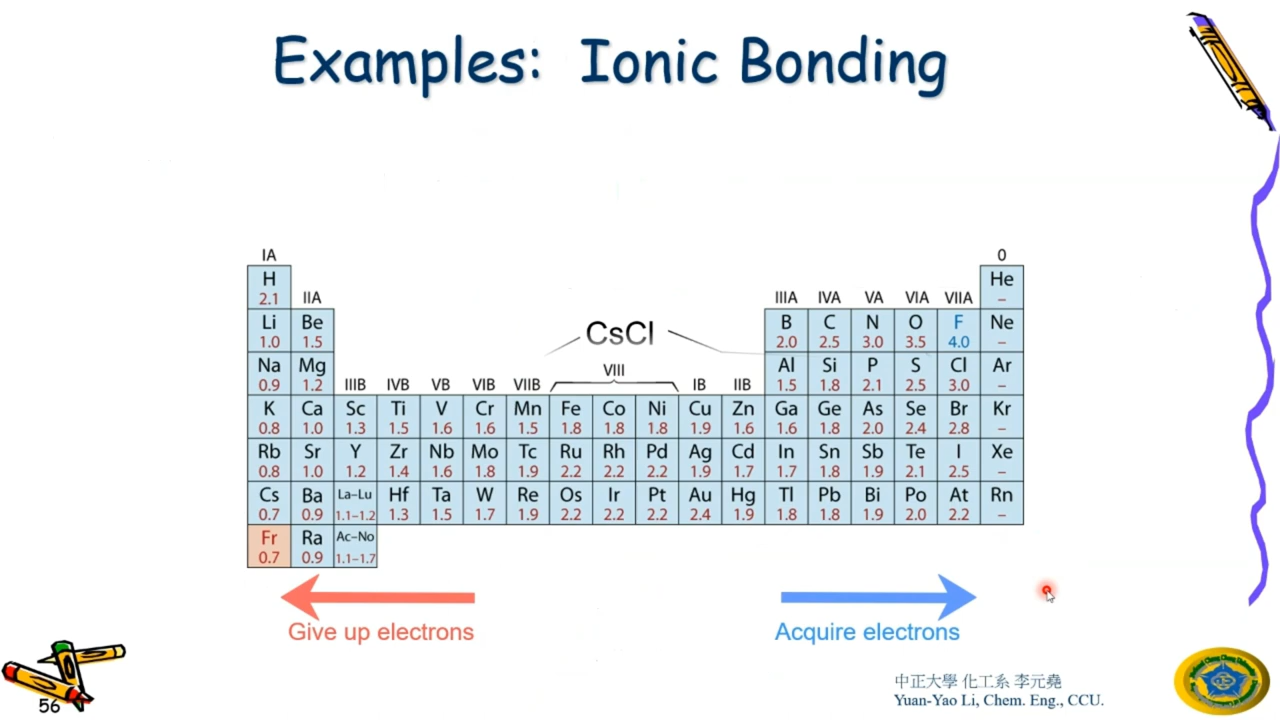 Examples: Ionic Bonding
IA 0
H He
2.1 IIA IIIA IVA VA VIA VIIA –
Li Be B C N O F Ne
1.0 1.5 CsCl 2.0 2.5 3.0 3.5 4.0 –
Na Mg VIII Al Si P S Cl Ar
0.9 1.2 IIIB IVB VB VIB VIIB IB IIB 1.5 1.8 2.1 2.5 3.0 –
K Ca Sc Ti V Cr Mn Fe Co Ni Cu Zn Ga Ge As Se Br Kr
0.8 1.0 1.3 1.5 1.6 1.6 1.5 1.8 1.8 1.8 1.9 1.6 1.6 1.8 2.0 2.4 2.8 –
Rb Sr Y Zr Nb Mo Tc Ru Rh Pd Ag Cd In Sn Sb Te I Xe
0.8 1.0 1.2 1.4 1.6 1.8 1.9 2.2 2.2 2.2 1.9 1.7 1.7 1.8 1.9 2.1 2.5 –
Cs Ba La–Lu Hf Ta W Re Os Ir Pt Au Hg Tl Pb Bi Po At Rn
0.7 0.9 1.1–1.2 1.3 1.5 1.7 1.9 2.2 2.2 2.2 2.4 1.9 1.8 1.8 1.9 2.0 2.2 –
Fr Ra Ac–No
0.7 0.9 1.1–1.7
Give up electrons Acquire electrons
中正大學 化工系 李元堯
Yuan-Yao Li, Chem. Eng., CCU.
56